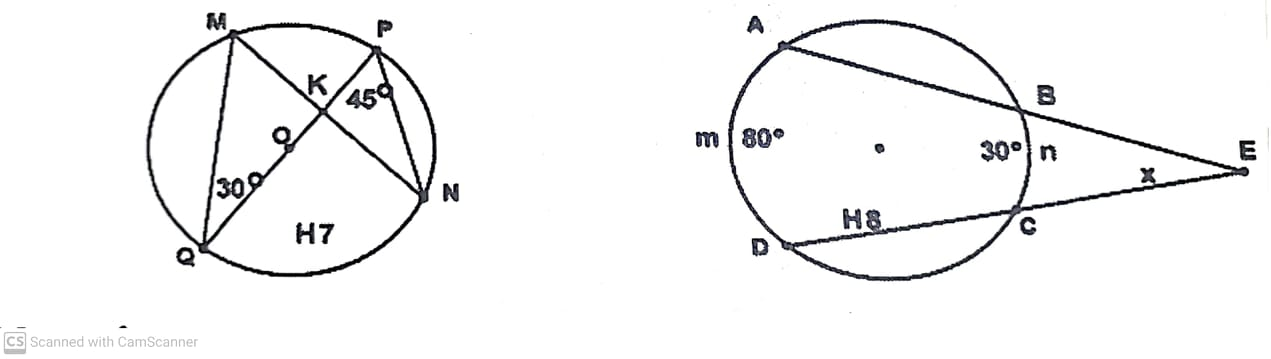 M
P
K
45°
O
30°
H7
N
Q
A
B
m
80°
30°
n
E
x
H8
D
C
CS Scanned with CamScanner